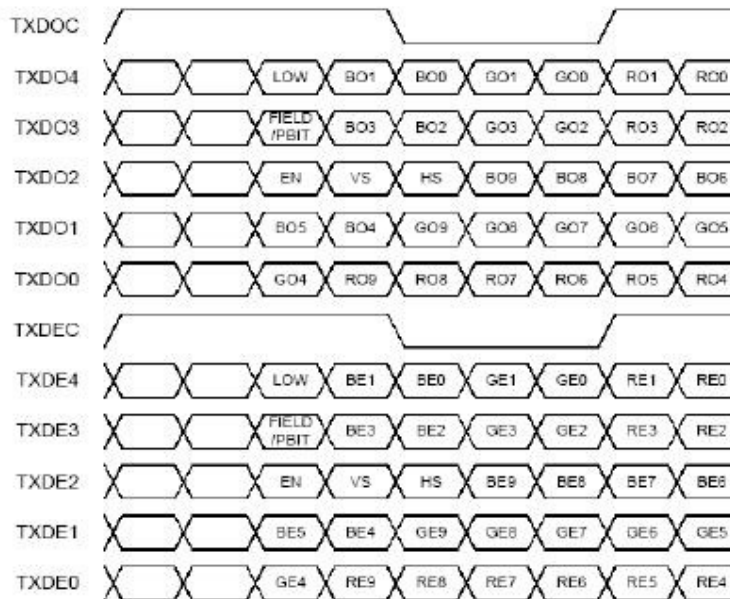 TXDOC
TXDO4 LOW BO1 BO0 GO1 GO0 RO1 RO0
TXDO3 FIELD /PBIT BO3 BO2 GO3 GO2 RO3 RO2
TXDO2 EN VS HS BO9 BO8 BO7 BO6
TXDO1 BO5 BO4 GO9 GO8 GO7 GO6 GO5
TXDO0 GO4 RO9 RO8 RO7 RO6 RO5 RO4
TXDEC
TXDE4 LOW BE1 BE0 GE1 GE0 RE1 RE0
TXDE3 FIELD /PBIT BE3 BE2 GE3 GE2 RE3 RE2
TXDE2 EN VS HS BE9 BE8 BE7 BE6
TXDE1 BE5 BE4 GE9 GE8 GE7 GE6 GE5
TXDE0 GE4 RE9 RE8 RE7 RE6 RE5 RE4